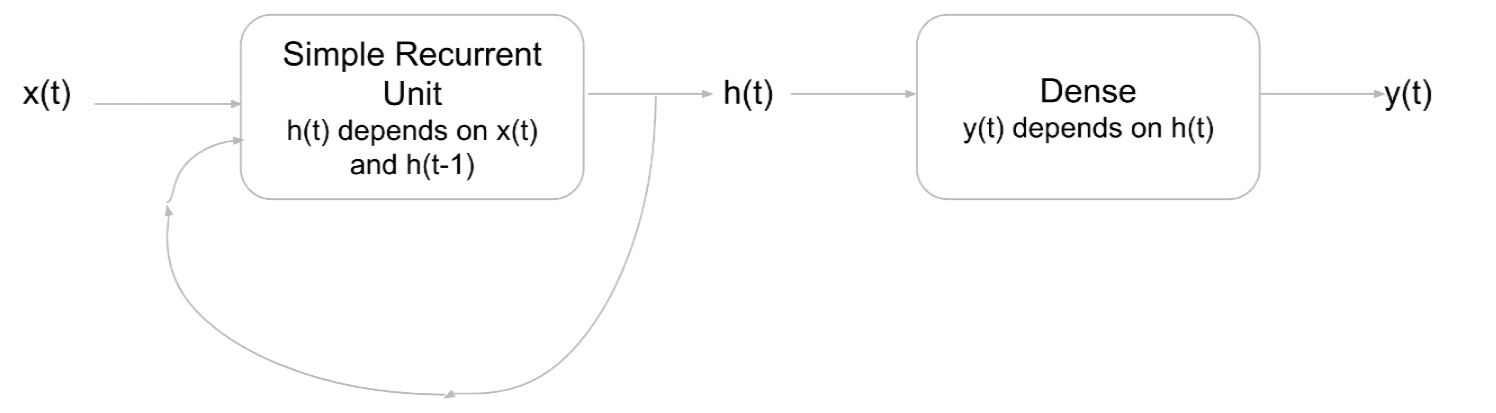 x(t)
Simple Recurrent
Unit
h(t) depends on x(t)
and h(t-1)
h(t)
Dense
y(t) depends on h(t)
y(t)